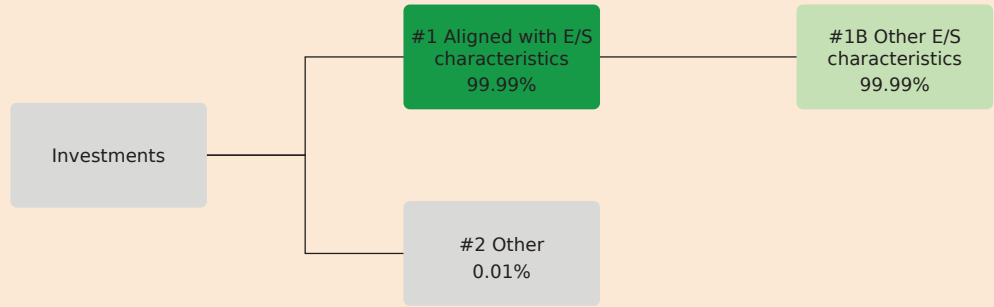 #1 Aligned with E/S
characteristics
99.99%
#1B Other E/S
characteristics
99.99%
Investments
#2 Other
0.01%